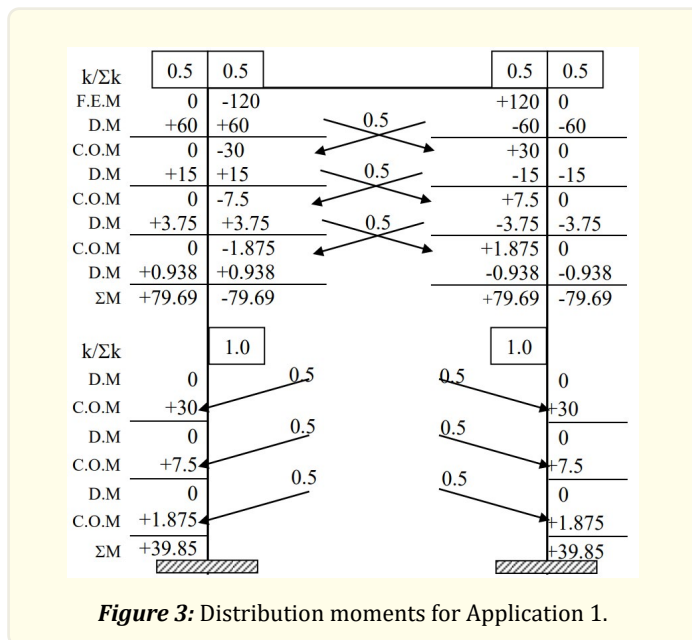 k/Σk 0.5 0.5 0.5 0.5
F.E.M 0 -120 +120 0
D.M +60 +60 0.5 -60 -60
C.O.M 0 -30 +30 0
D.M +15 +15 0.5 -15 -15
C.O.M 0 -7.5 +7.5 0
D.M +3.75 +3.75 0.5 -3.75 -3.75
C.O.M 0 -1.875 +1.875 0
D.M +0.938 +0.938 -0.938 -0.938
ΣM +79.69 -79.69 +79.69 -79.69
k/Σk 1.0 1.0
D.M 0 0.5 0.5 0
C.O.M +30 +30
D.M 0 0.5 0.5 0
C.O.M +7.5 +7.5
D.M 0 0.5 0.5 0
C.O.M +1.875 +1.875
ΣM +39.85 +39.85
Figure 3: Distribution moments for Application 1.